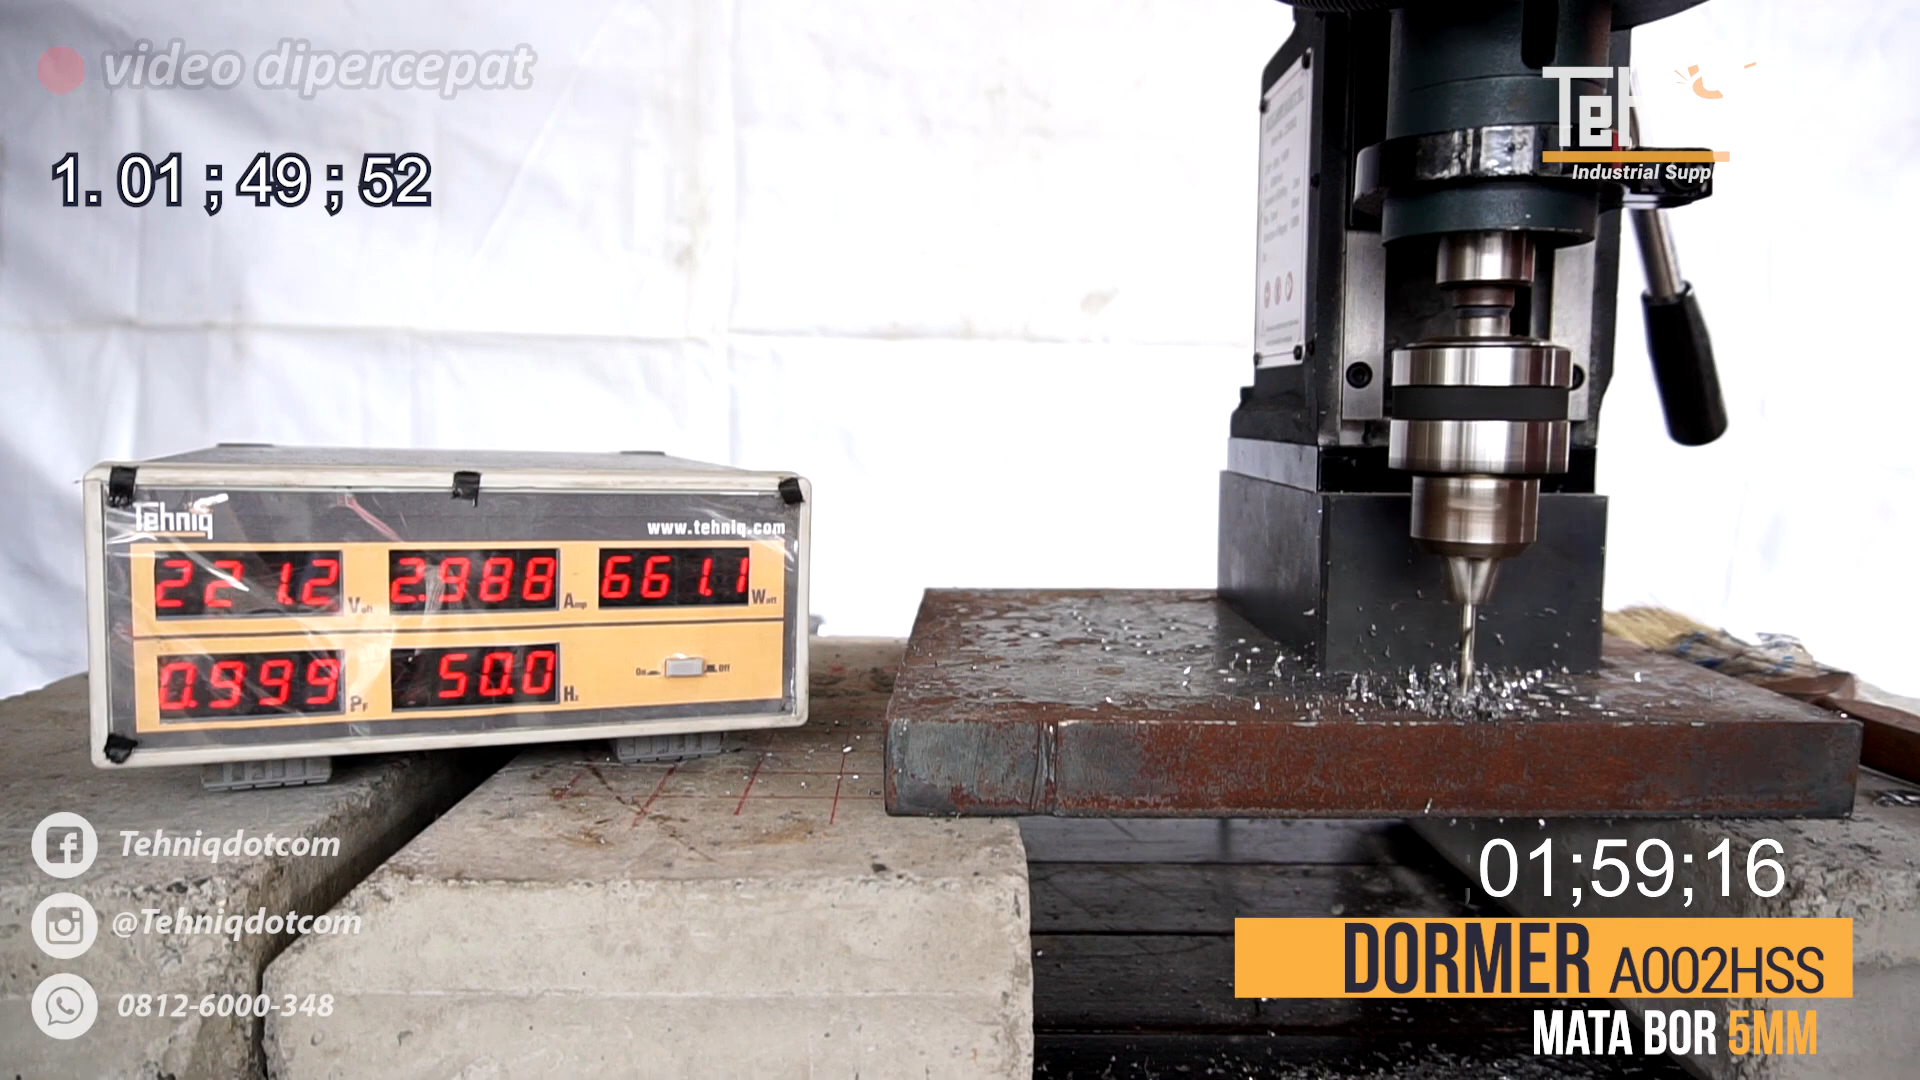 video dipercepat
1. 01 ; 49 ; 52
Industrial
Tehniq
www.tehniq.com
221.2 Volt 2.988 Amp 661.1 Watt
0.999 PF 50.0 Hz On Off
Tehniqdotcom
@Tehniqdotcom
0812-6000-348
01;59;16
DORMER A002HSS
MATA BOR 5MM